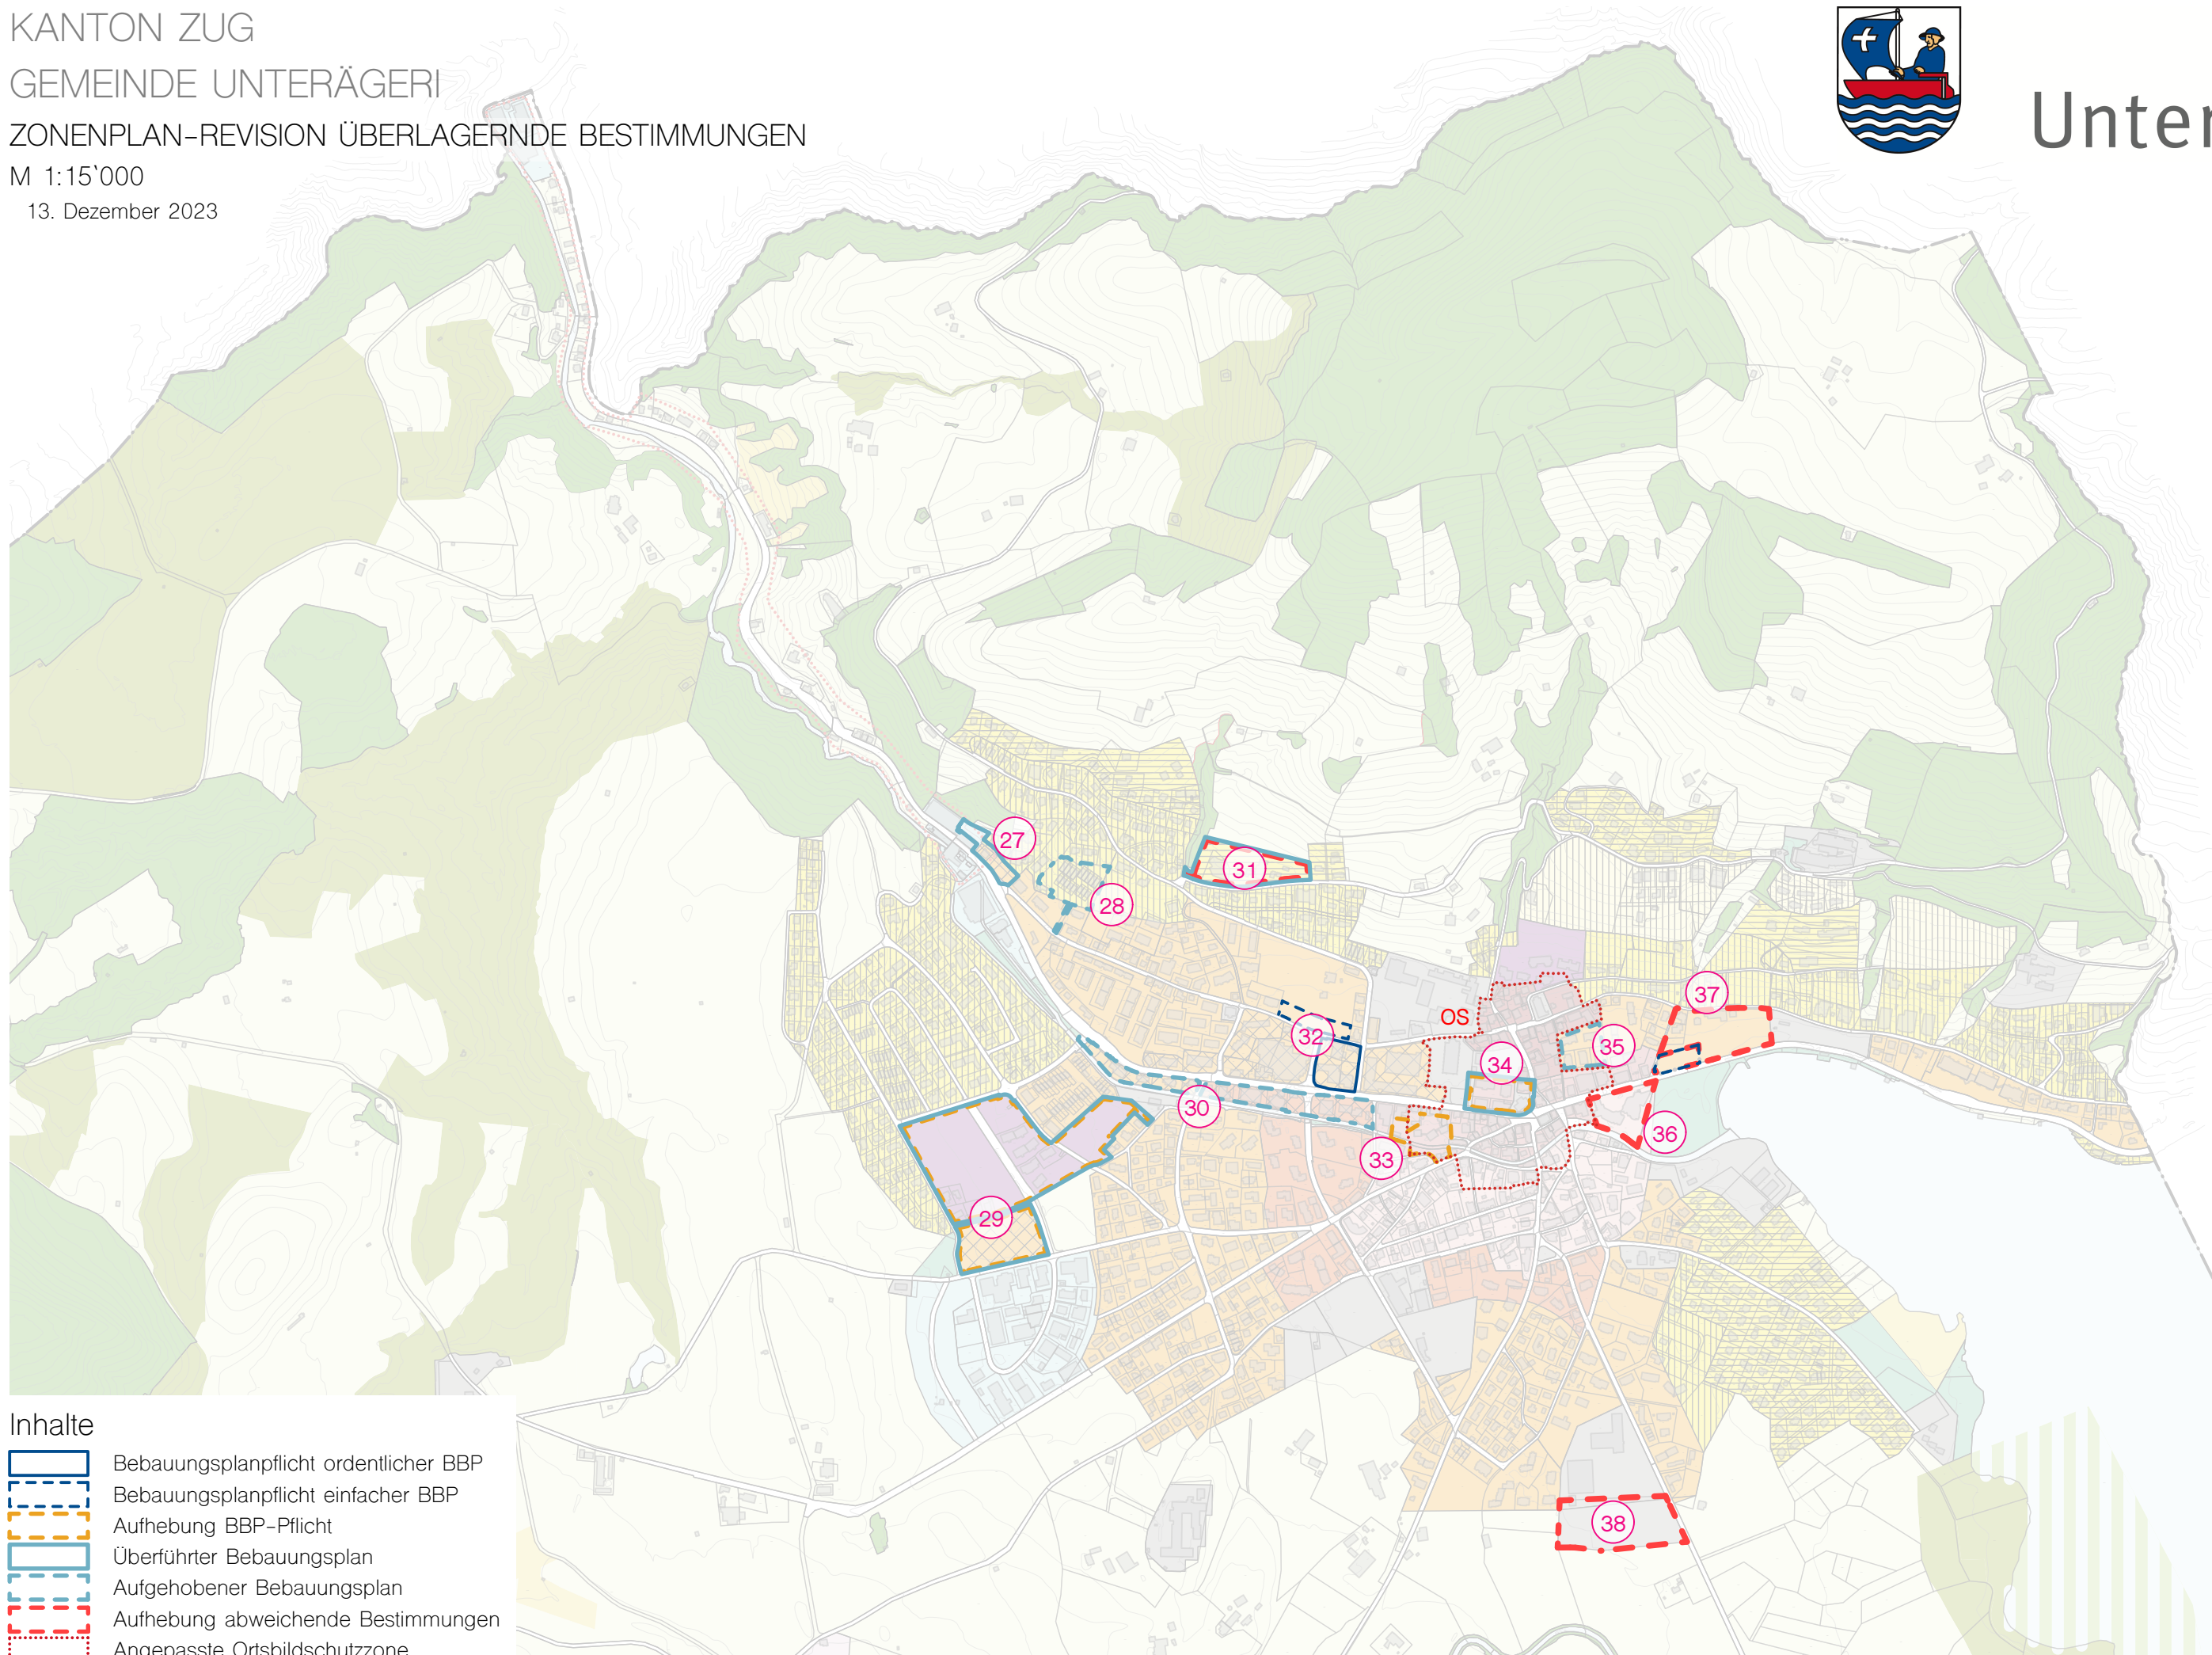 KANTON ZUG
GEMEINDE UNTERÄGERI
ZONENPLAN-REVISION ÜBERLAGERNDE BESTIMMUNGEN
M 1:15`000
13. Dezember 2023
Unter
27
31
28
37
OS
32
35
34
30
36
33
29
38
Inhalte
Bebauungsplanpflicht ordentlicher BBP
Bebauungsplanpflicht einfacher BBP
Aufhebung BBP-Pflicht
Überführter Bebauungsplan
Aufgehobener Bebauungsplan
Aufhebung abweichende Bestimmungen
Angepasste Ortsbildschutzzone